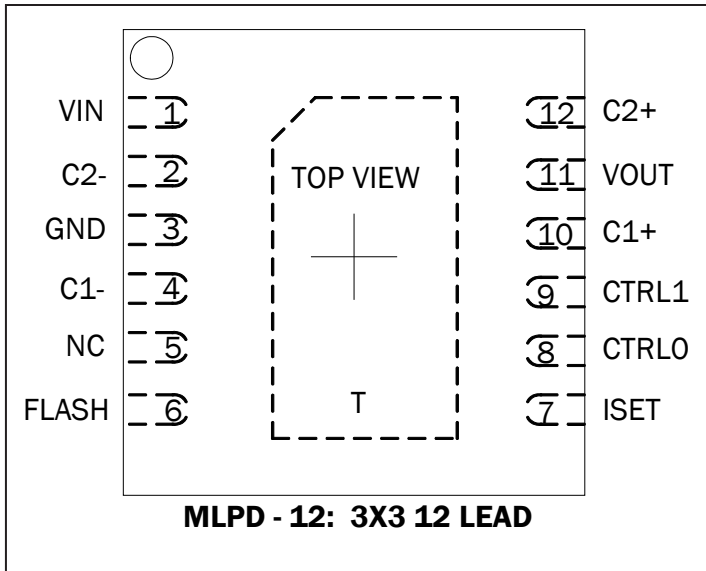 VIN 1 12 C2+
C2- 2 TOP VIEW 11 VOUT
GND 3 10 C1+
C1- 4 9 CTRL1
NC 5 8 CTRL0
FLASH 6 T 7 ISET
MLPD - 12: 3X3 12 LEAD